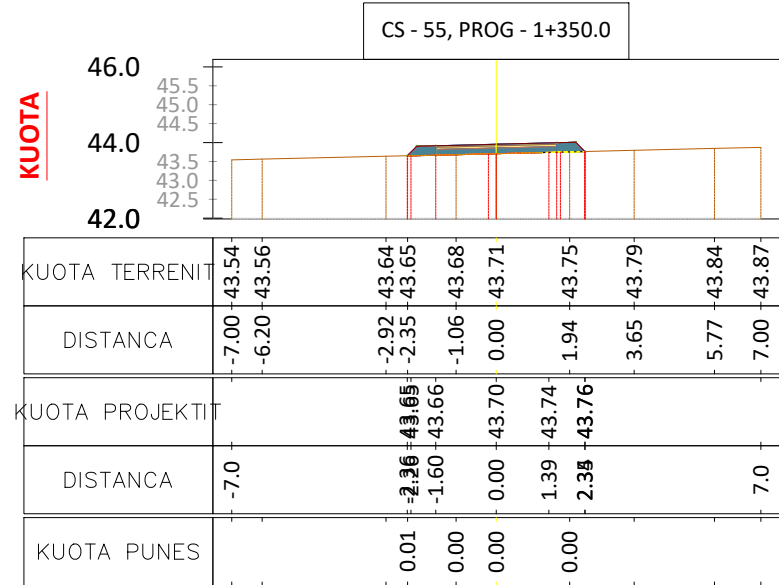 CS - 55, PROG - 1+350.0
KUOTA
46.0
45.5
45.0
44.5
44.0
43.5
43.0
42.5
42.0
KUOTA TERRENIT 43.54 43.56 43.64 43.65 43.68 43.71 43.75 43.79 43.84 43.87
DISTANCA -7.00 -6.20 -2.92 -2.35 -1.06 0.00 1.94 3.65 5.77 7.00
KUOTA PROJEKTIT 43.65 43.66 43.70 43.74 43.76
DISTANCA -7.0 -1.60 0.00 1.39 7.0
KUOTA PUNES 0.01 0.00 0.00 0.00